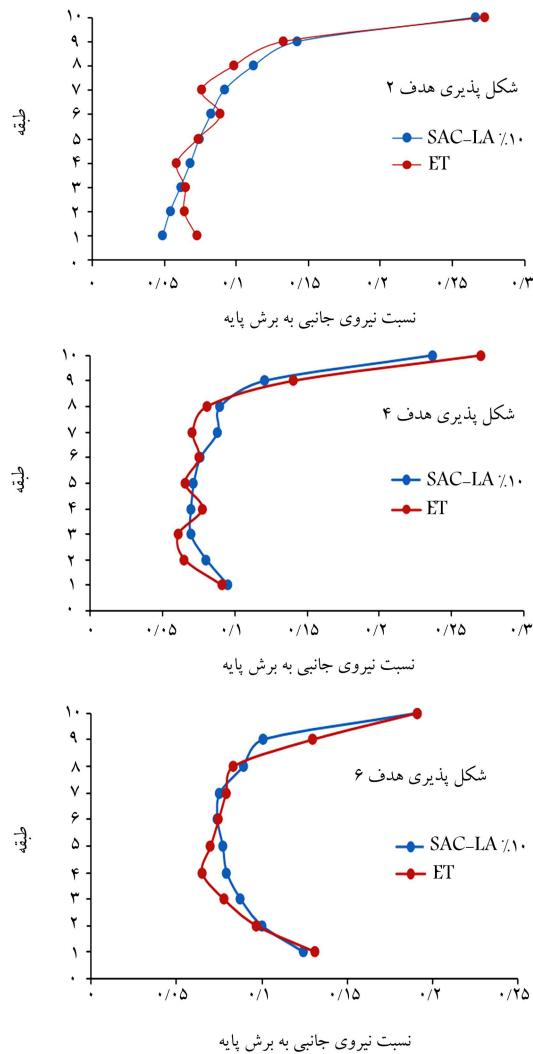 ۱۰
۹
۸
۷
۶
۵
۴
۳
۲
۱
۰
طبقه
شکل پذیری هدف ۲
SAC-LA ٪۱۰
ET
۰ ۰/۰۵ ۰/۱ ۰/۱۵ ۰/۲ ۰/۲۵ ۰/۳
نسبت نیروی جانبی به برش پایه
۱۰
۹
۸
۷
۶
۵
۴
۳
۲
۱
۰
طبقه
شکل پذیری هدف ۴
SAC-LA ٪۱۰
ET
۰ ۰/۰۵ ۰/۱ ۰/۱۵ ۰/۲ ۰/۲۵ ۰/۳
نسبت نیروی جانبی به برش پایه
۱۰
۹
۸
۷
۶
۵
۴
۳
۲
۱
۰
طبقه
شکل پذیری هدف ۶
SAC-LA ٪۱۰
ET
۰ ۰/۰۵ ۰/۱ ۰/۱۵ ۰/۲ ۰/۲۵
نسبت نیروی جانبی به برش پایه